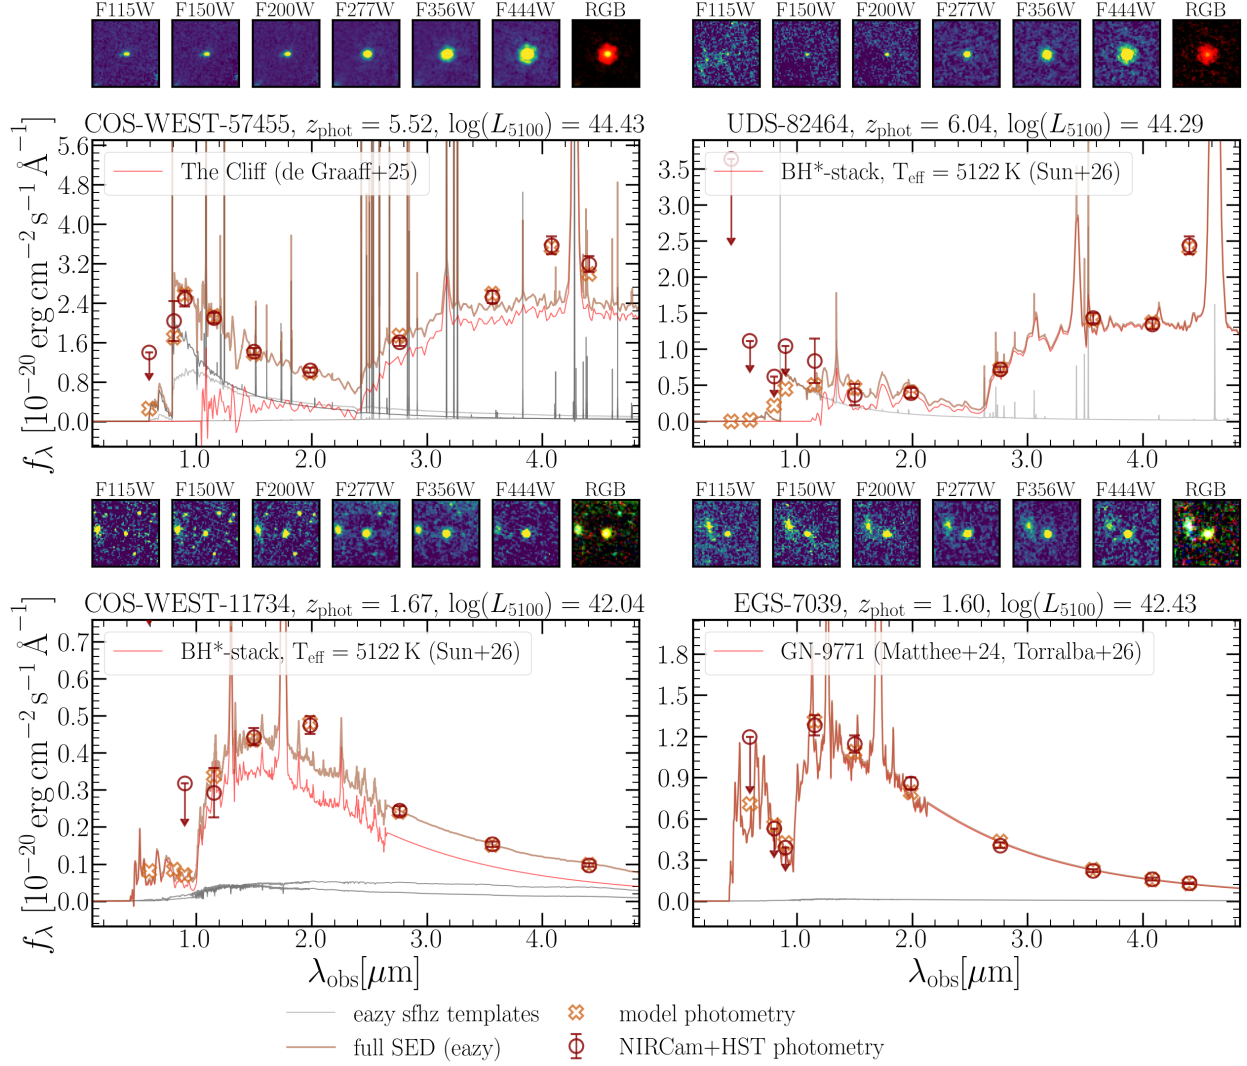 F115W F150W F200W F277W F356W F444W RGB
F115W F150W F200W F277W F356W F444W RGB
COS-WEST-57455, z_phot = 5.52, log(L_5100) = 44.43
UDS-82464, z_phot = 6.04, log(L_5100) = 44.29
The Cliff (de Graaff+25)
BH*-stack, T_eff = 5122 K (Sun+26)
f_λ [10^−20 erg cm^−2 s^−1 Å^−1]
5.6
4.8
4.0
3.2
2.4
1.6
0.8
0.0
1.0 2.0 3.0 4.0
3.5
3.0
2.5
2.0
1.5
1.0
0.5
0.0
1.0 2.0 3.0 4.0
F115W F150W F200W F277W F356W F444W RGB
F115W F150W F200W F277W F356W F444W RGB
COS-WEST-11734, z_phot = 1.67, log(L_5100) = 42.04
EGS-7039, z_phot = 1.60, log(L_5100) = 42.43
BH*-stack, T_eff = 5122 K (Sun+26)
GN-9771 (Matthee+24, Torralba+26)
f_λ [10^−20 erg cm^−2 s^−1 Å^−1]
0.7
0.6
0.5
0.4
0.3
0.2
0.1
0.0
1.0 2.0 3.0 4.0
λ_obs[μm]
1.8
1.5
1.2
0.9
0.6
0.3
0.0
1.0 2.0 3.0 4.0
λ_obs[μm]
eazy sfhz templates
model photometry
full SED (eazy)
NIRCam+HST photometry